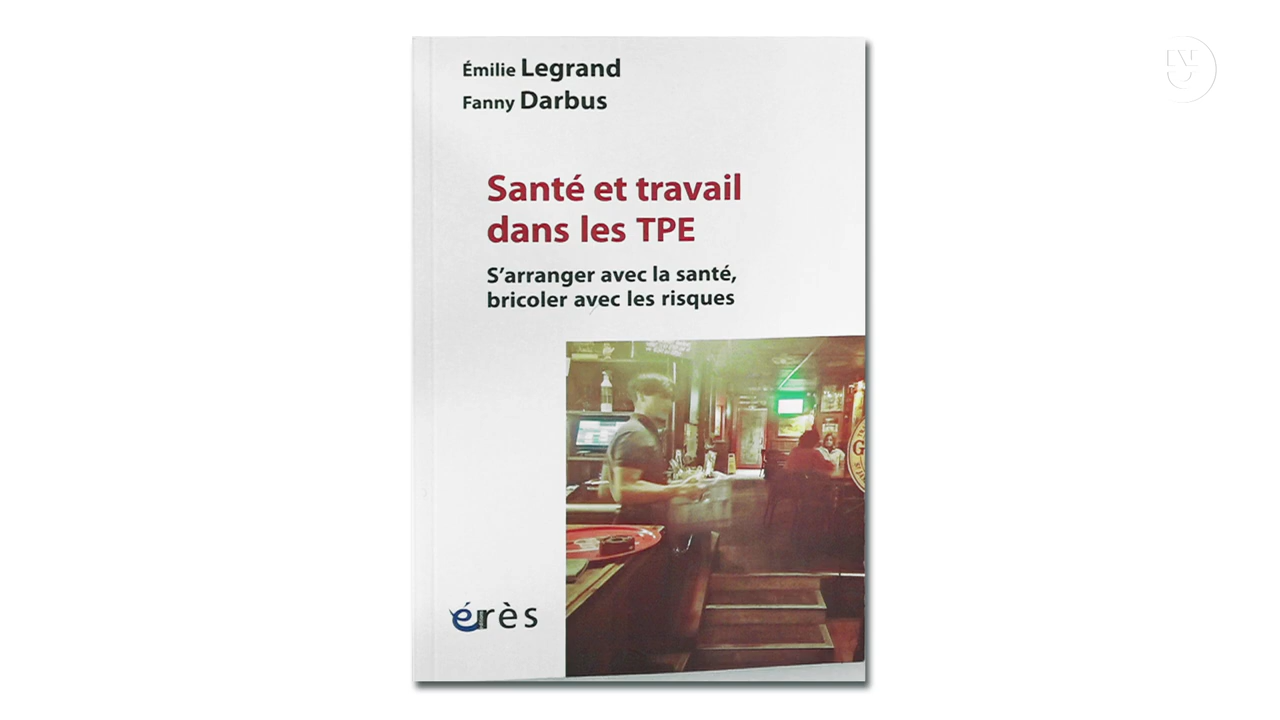 Émilie Legrand
Fanny Darbus
Santé et travail
dans les TPE
S'arranger avec la santé,
bricoler avec les risques
érès